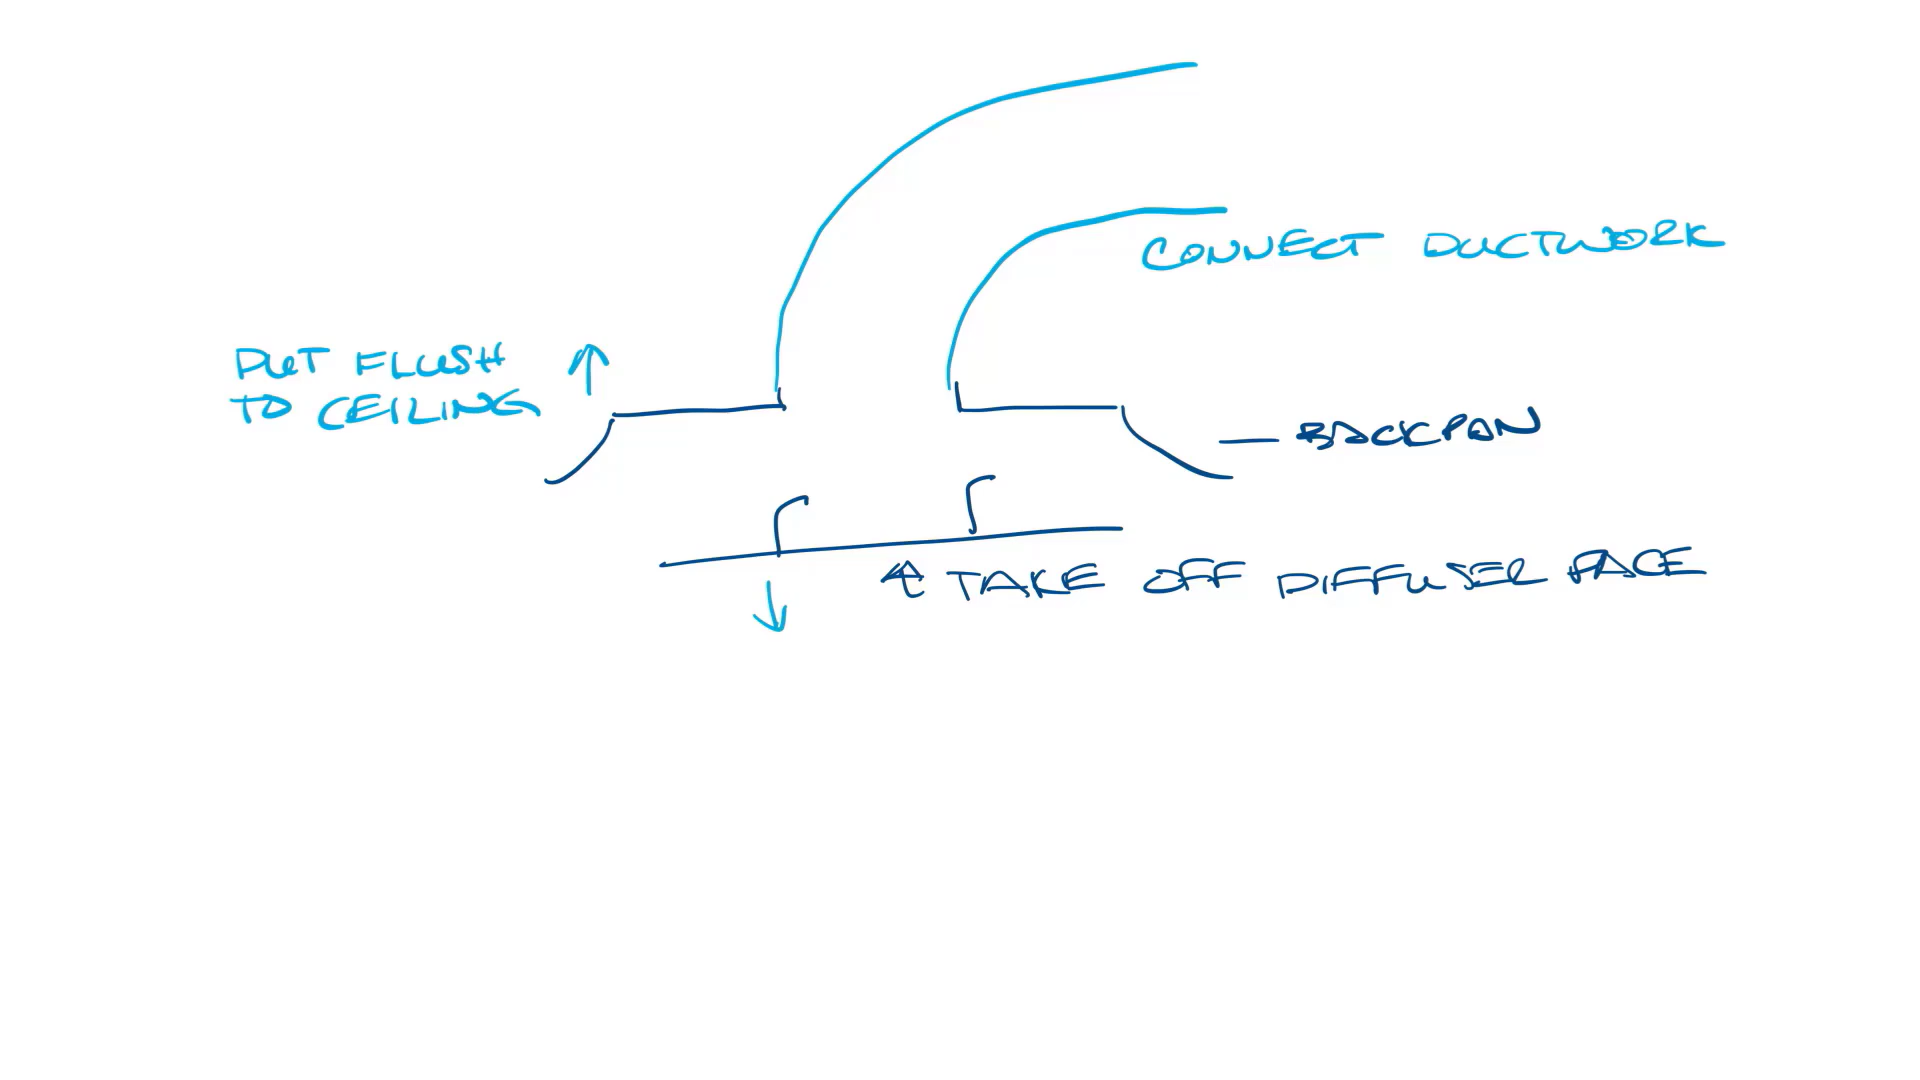 CONNECT DUCTWORK
PUT FLUSH
TO CEILING
BACKPAN
TAKE OFF DIFFUSER FACE